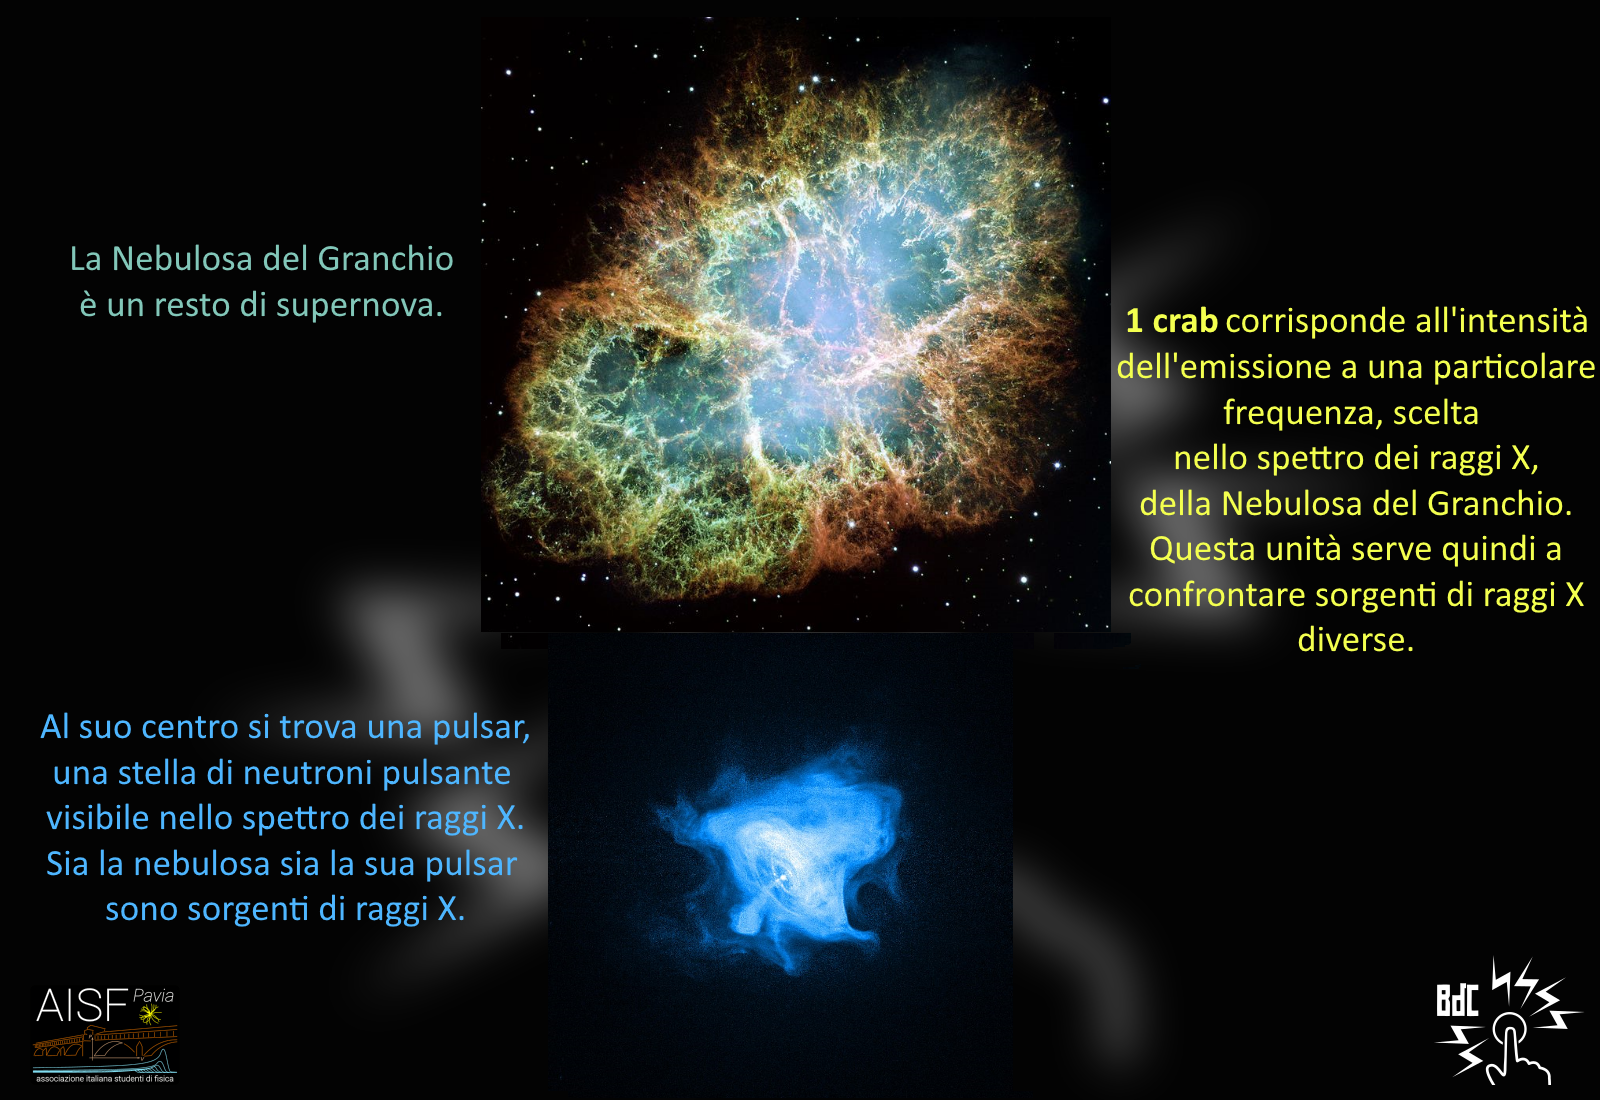 La Nebulosa del Granchio
è un resto di supernova.
1 crab corrisponde all'intensità
dell'emissione a una particolare
frequenza, scelta
nello spettro dei raggi X,
della Nebulosa del Granchio.
Questa unità serve quindi a
confrontare sorgenti di raggi X
diverse.
Al suo centro si trova una pulsar,
una stella di neutroni pulsante
visibile nello spettro dei raggi X.
Sia la nebulosa sia la sua pulsar
sono sorgenti di raggi X.
AISF Pavia
associazione italiana studenti di fisica
BdC